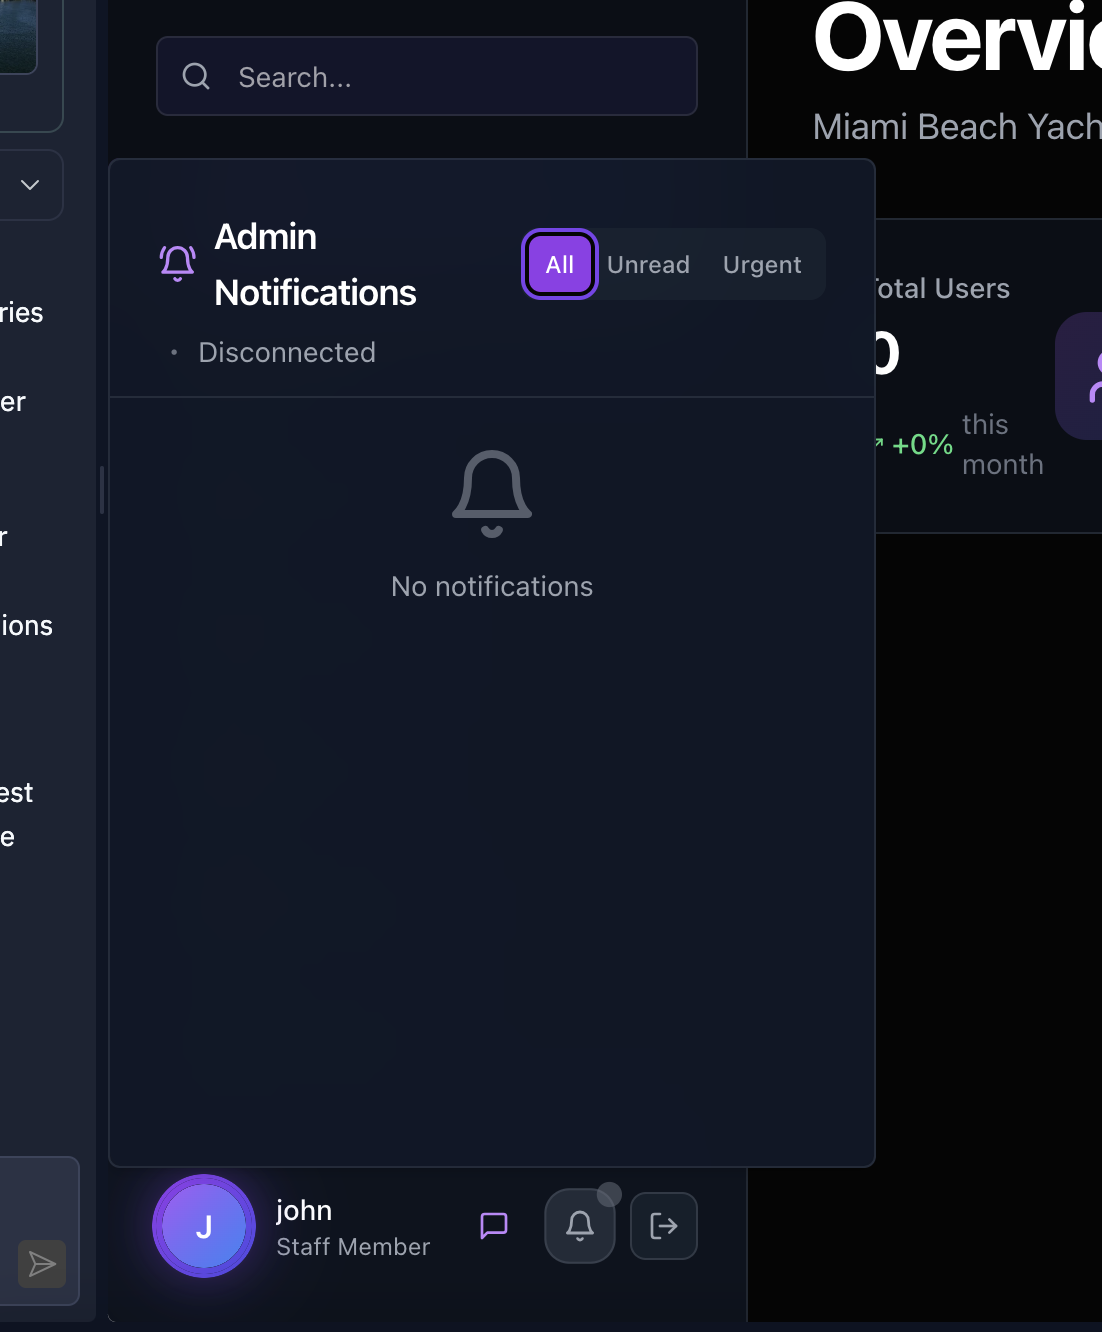 Search...
Overvi
Miami Beach Yach
Admin
Notifications
All
Unread
Urgent
Disconnected
No notifications
Total Users
0
+0%
this
month
ries
er
r
ions
est
e
J
john
Staff Member